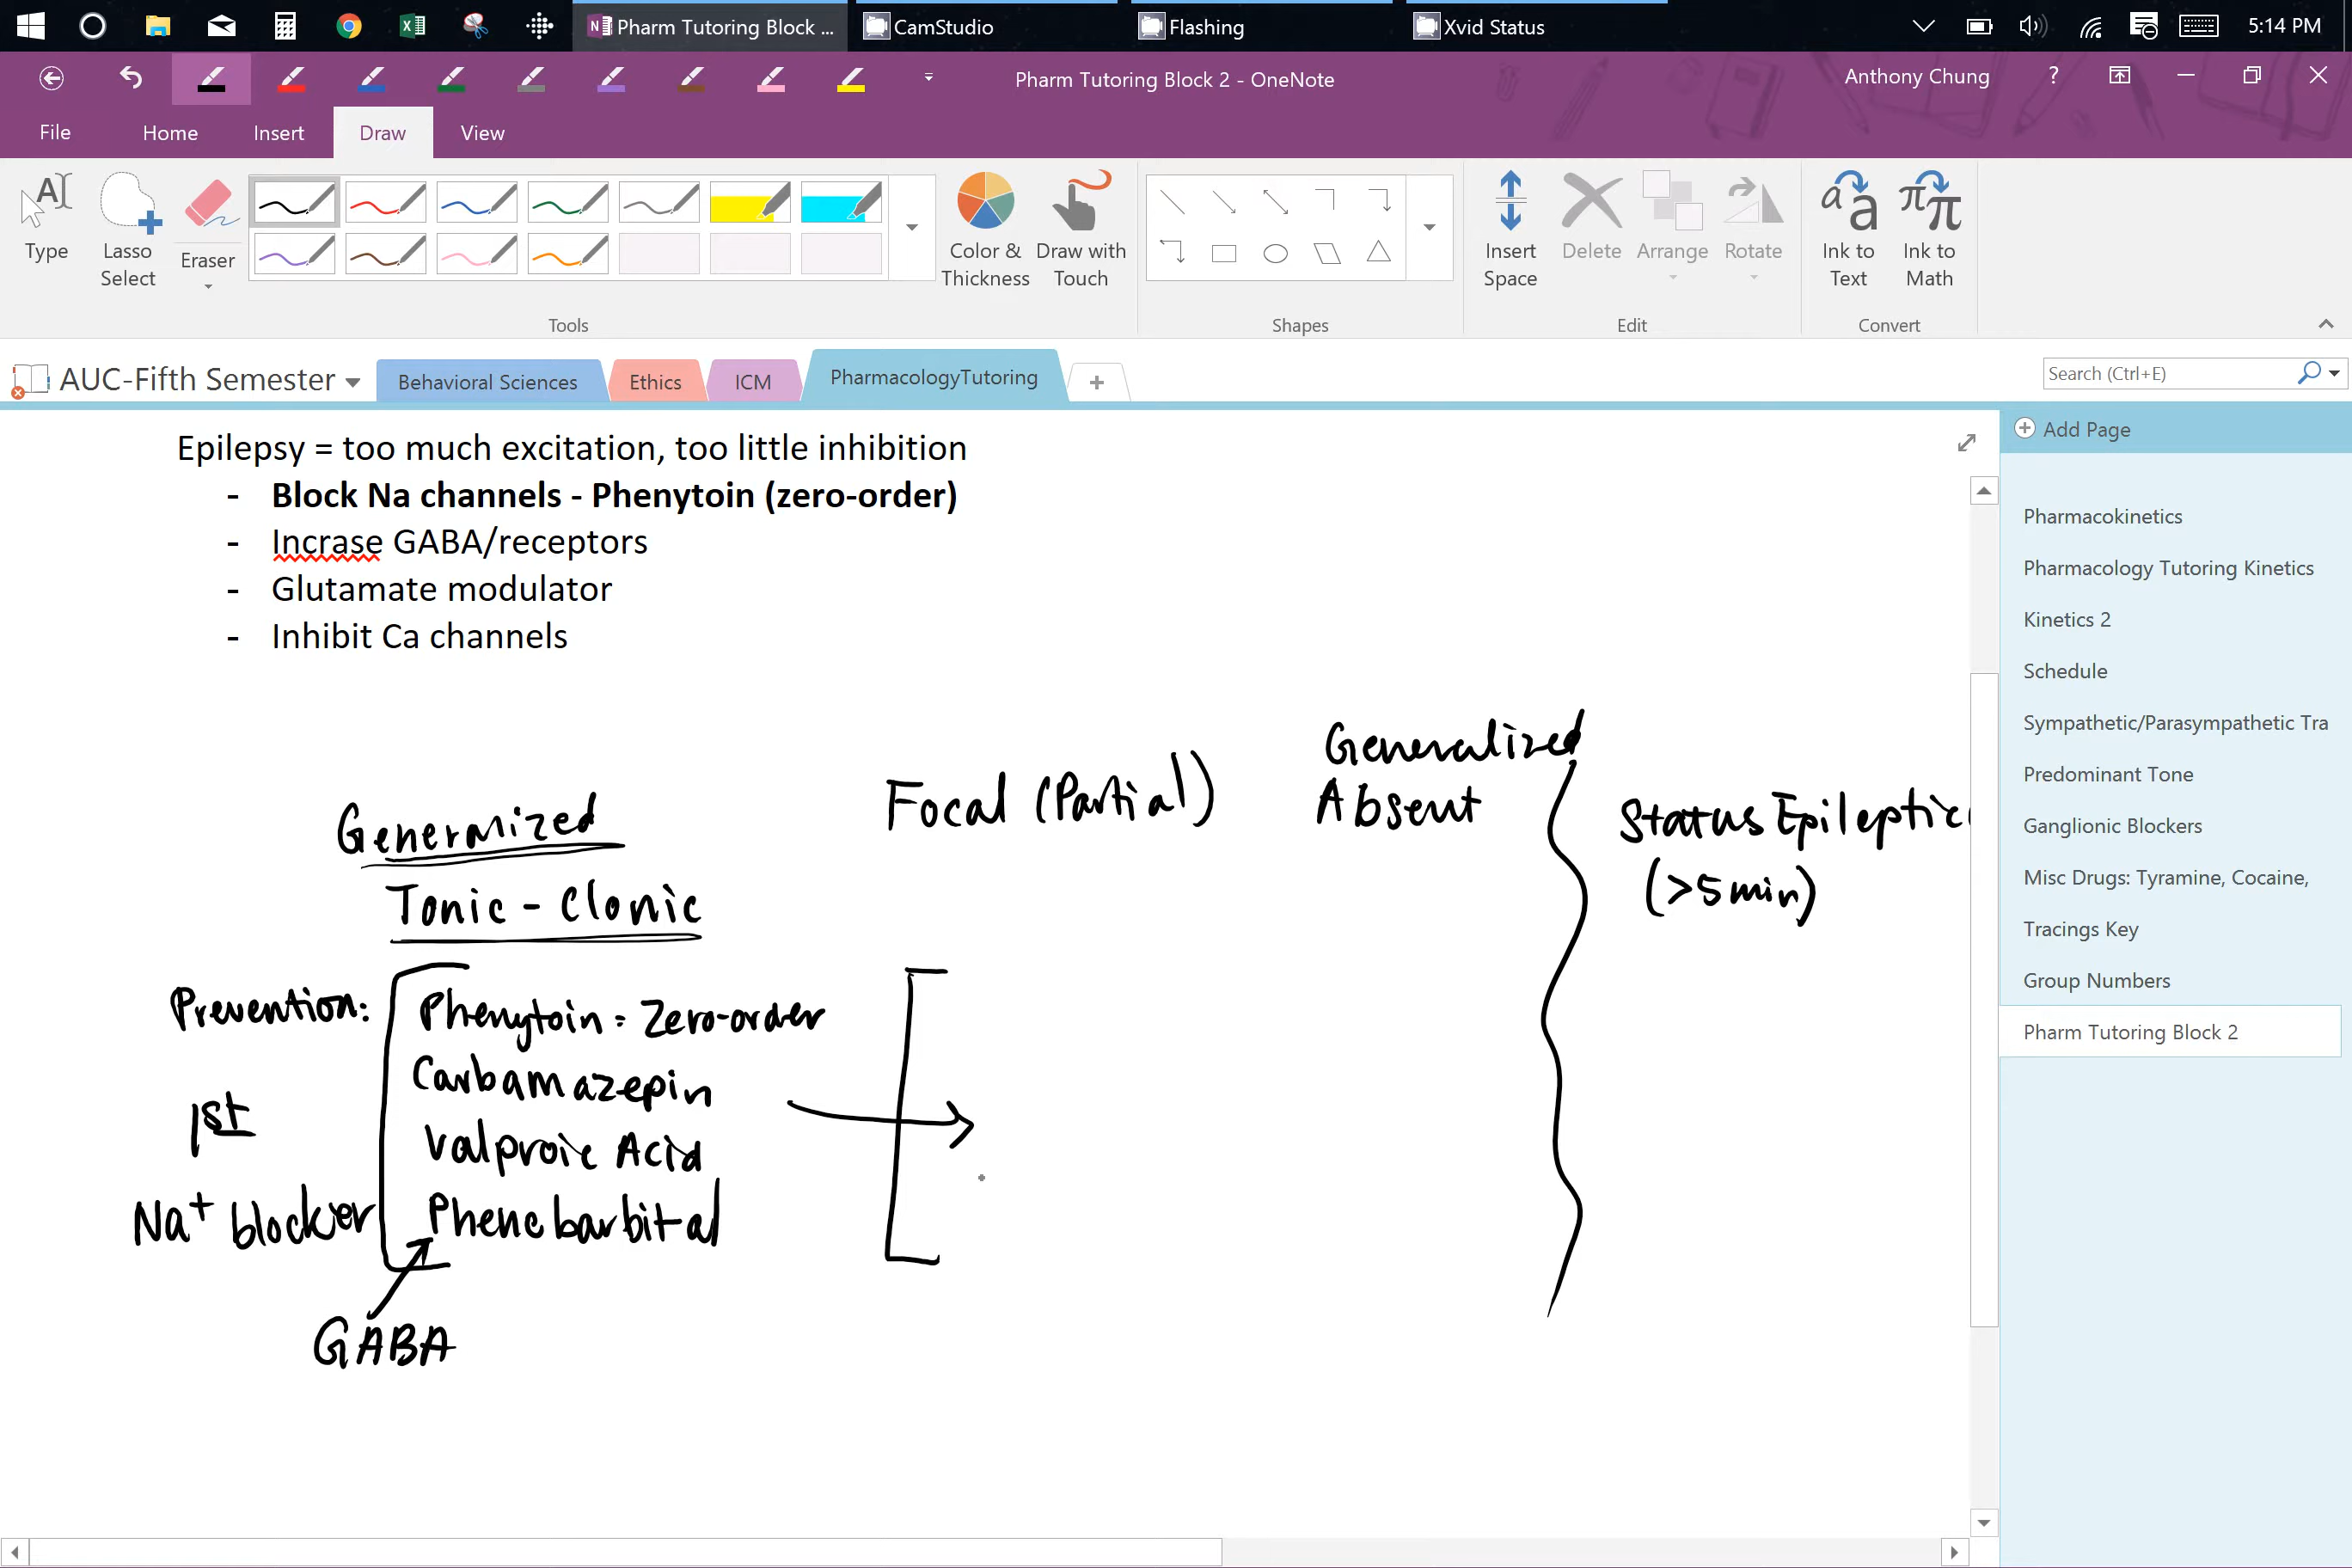 Pharm Tutoring Block ...
CamStudio
Flashing
Xvid Status
5:14 PM
Pharm Tutoring Block 2 - OneNote
Anthony Chung
?
File
Home
Insert
Draw
View
Type
Lasso Select
Eraser
Color & Thickness
Draw with Touch
Insert Space
Delete
Arrange
Rotate
Ink to Text
Ink to Math
Tools
Shapes
Edit
Convert
AUC-Fifth Semester
Behavioral Sciences
Ethics
ICM
PharmacologyTutoring
+
Search (Ctrl+E)
Add Page
Pharmacokinetics
Pharmacology Tutoring Kinetics
Kinetics 2
Schedule
Sympathetic/Parasympathetic Tra
Predominant Tone
Ganglionic Blockers
Misc Drugs: Tyramine, Cocaine,
Tracings Key
Group Numbers
Pharm Tutoring Block 2
Epilepsy = too much excitation, too little inhibition
- Block Na channels - Phenytoin (zero-order)
- Incrase GABA/receptors
- Glutamate modulator
- Inhibit Ca channels
Generalized
Tonic - Clonic
Focal (Partial)
Generalized
Absent
Status Epileptic
(>5min)
Prevention:
1st
Na+ blocker
Phenytoin = Zero-order
Carbamazepin
Valproic Acid
Phenobarbital
GABA